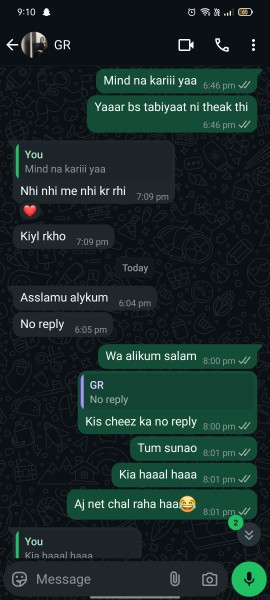 9:10
65
GR
Mind na kariii yaa
6:46 pm
Yaaar bs tabiyaat ni theak thi
6:46 pm
You
Mind na kariii yaa
Nhi nhi me nhi kr rhi
7:09 pm
Kiyl rkho
7:09 pm
Today
Asslamu alykum
6:04 pm
No reply
6:05 pm
Wa alikum salam
8:00 pm
GR
No reply
Kis cheez ka no reply
8:00 pm
Tum sunao
8:01 pm
Kia haaal haaa
8:01 pm
Aj net chal raha haa😂
8:01 pm
2
You
Kia haaal haaa
Message